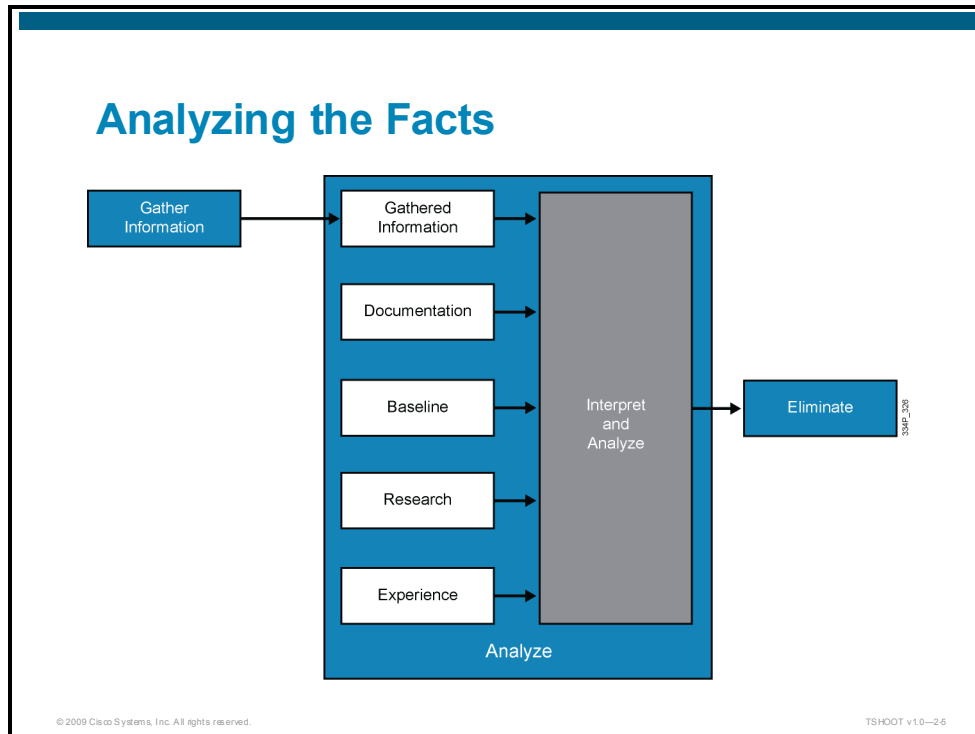 Analyzing the Facts
Gather
Information
Gathered
Information
Documentation
Baseline
Research
Experience
Interpret
and
Analyze
Analyze
Eliminate
334P_326
© 2009 Cisco Systems, Inc. All rights reserved.
TSHOOT v1.0—2-5